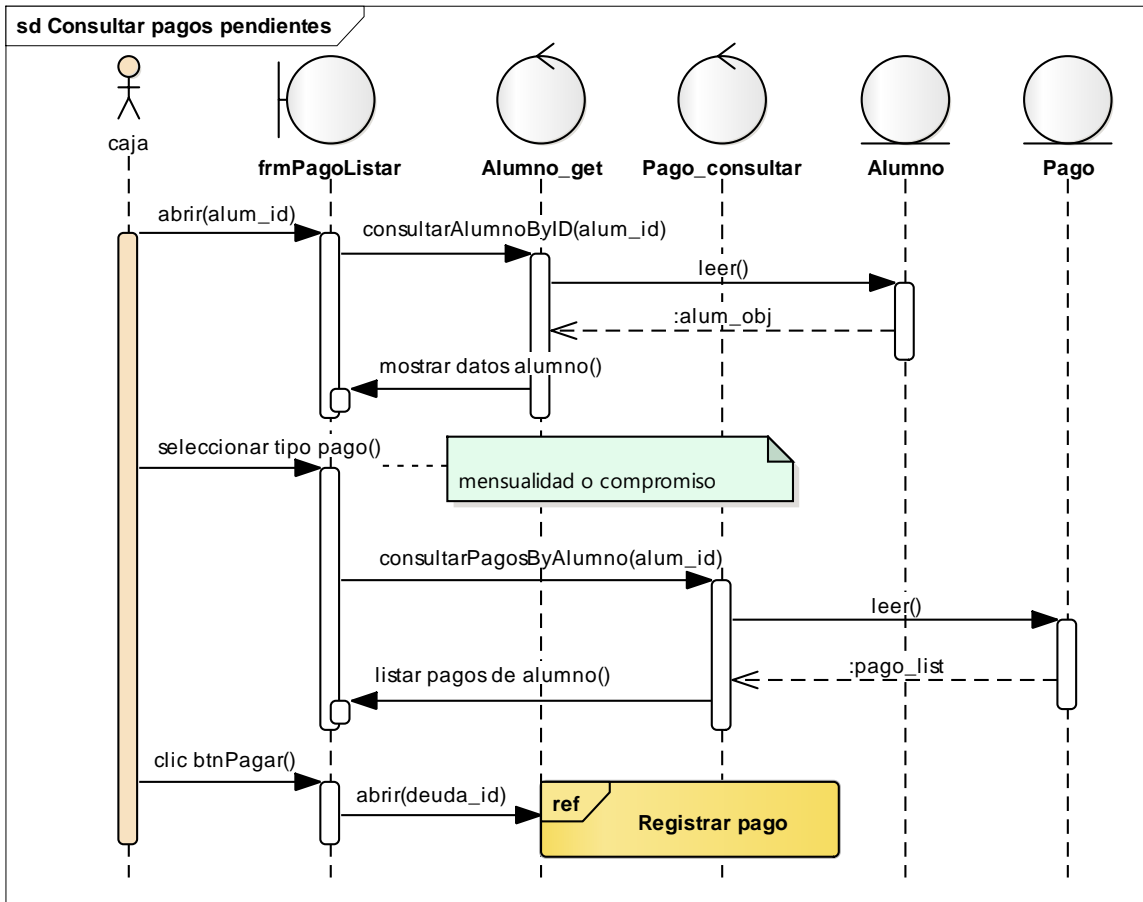 sd Consultar pagos pendientes
caja
frmPagoListar
Alumno_get
Pago_consultar
Alumno
Pago
abrir(alum_id)
consultarAlumnoByID(alum_id)
leer()
:alum_obj
mostrar datos alumno()
seleccionar tipo pago()
mensualidad o compromiso
consultarPagosByAlumno(alum_id)
leer()
:pago_list
listar pagos de alumno()
clic btnPagar()
abrir(deuda_id)
ref
Registrar pago